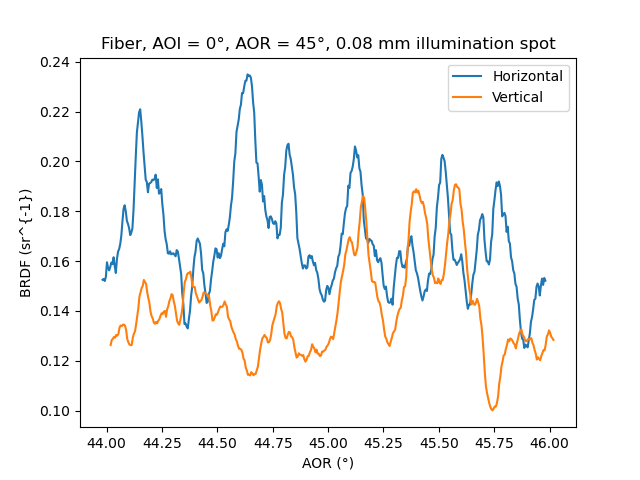 Fiber, AOI = 0°, AOR = 45°, 0.08 mm illumination spot
Horizontal
Vertical
BRDF (sr^{-1})
0.24
0.22
0.20
0.18
0.16
0.14
0.12
0.10
44.00 44.25 44.50 44.75 45.00 45.25 45.50 45.75 46.00
AOR (°)